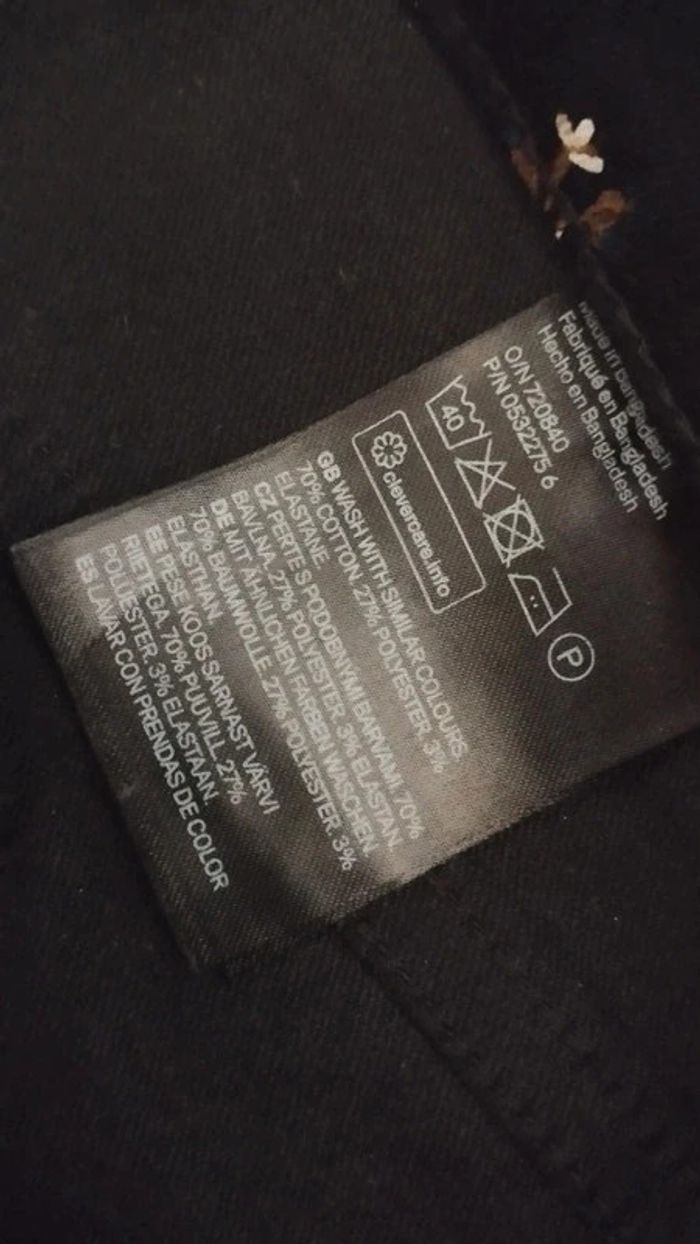 Made in Bangladesh
Fabriqué en Bangladesh
Hecho en Bangladesh
O/N 720840
P/N 0532275 6
40
P
clevercare.info
GB WASH WITH SIMILAR COLOURS.
70% COTTON. 27% POLYESTER. 3%
ELASTANE.
CZ PERTE S PODOBNÝMI BARVAMI. 70%
BAVLNA. 27% POLYESTER. 3% ELASTAN.
DE MIT ÄHNLICHEN FARBEN WASCHEN.
70% BAUMWOLLE. 27% POLYESTER. 3%
ELASTHAN.
EE PESE KOOS SARNAST VÄRVI
RIIETEGA. 70% PUUVILL. 27%
POLÜESTER. 3% ELASTAAN.
ES LAVAR CON PRENDAS DE COLOR